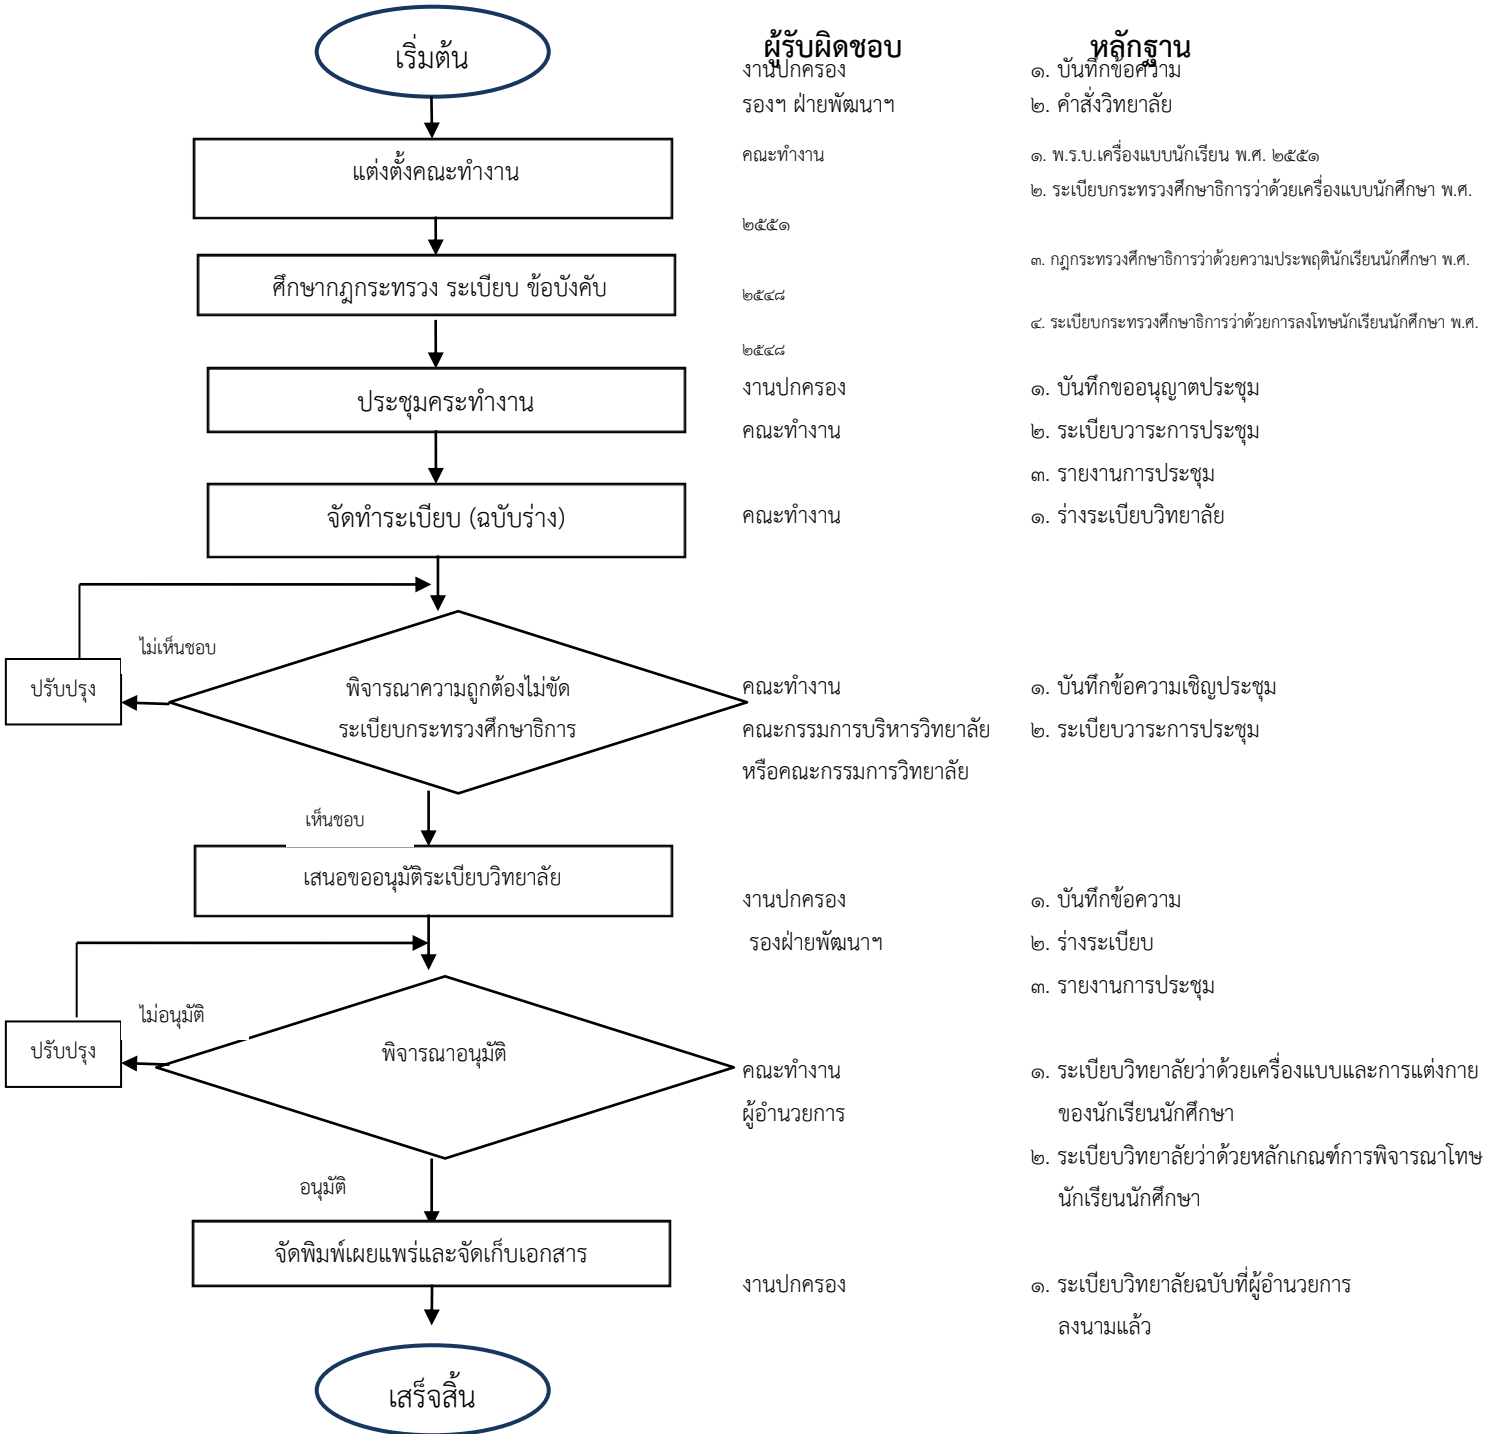 เริ่มต้น
ผู้รับผิดชอบ
หลักฐาน
งานปกครอง
๑. บันทึกข้อความ
รองฯ ฝ่ายพัฒนาฯ
๒. คำสั่งวิทยาลัย
แต่งตั้งคณะทำงาน
คณะทำงาน
๑. พ.ร.บ.เครื่องแบบนักเรียน พ.ศ. ๒๕๕๑
๒. ระเบียบกระทรวงศึกษาธิการว่าด้วยเครื่องแบบนักศึกษา พ.ศ.
๒๕๕๑
ศึกษากฎกระทรวง ระเบียบ ข้อบังคับ
๓. กฎกระทรวงศึกษาธิการว่าด้วยความประพฤตินักเรียนนักศึกษา พ.ศ.
๒๕๔๘
๔. ระเบียบกระทรวงศึกษาธิการว่าด้วยการลงโทษนักเรียนนักศึกษา พ.ศ.
๒๕๔๘
ประชุมคระทำงาน
งานปกครอง
๑. บันทึกขออนุญาตประชุม
คณะทำงาน
๒. ระเบียบวาระการประชุม
๓. รายงานการประชุม
จัดทำระเบียบ (ฉบับร่าง)
คณะทำงาน
๑. ร่างระเบียบวิทยาลัย
ไม่เห็นชอบ
ปรับปรุง
พิจารณาความถูกต้องไม่ขัด
ระเบียบกระทรวงศึกษาธิการ
คณะทำงาน
๑. บันทึกข้อความเชิญประชุม
คณะกรรมการบริหารวิทยาลัย
๒. ระเบียบวาระการประชุม
หรือคณะกรรมการวิทยาลัย
เห็นชอบ
เสนอขออนุมัติระเบียบวิทยาลัย
งานปกครอง
๑. บันทึกข้อความ
รองฝ่ายพัฒนาฯ
๒. ร่างระเบียบ
๓. รายงานการประชุม
ไม่อนุมัติ
ปรับปรุง
พิจารณาอนุมัติ
คณะทำงาน
๑. ระเบียบวิทยาลัยว่าด้วยเครื่องแบบและการแต่งกาย
ผู้อำนวยการ
ของนักเรียนนักศึกษา
๒. ระเบียบวิทยาลัยว่าด้วยหลักเกณฑ์การพิจารณาโทษ
นักเรียนนักศึกษา
อนุมัติ
จัดพิมพ์เผยแพร่และจัดเก็บเอกสาร
งานปกครอง
๑. ระเบียบวิทยาลัยฉบับที่ผู้อำนวยการ
ลงนามแล้ว
เสร็จสิ้น